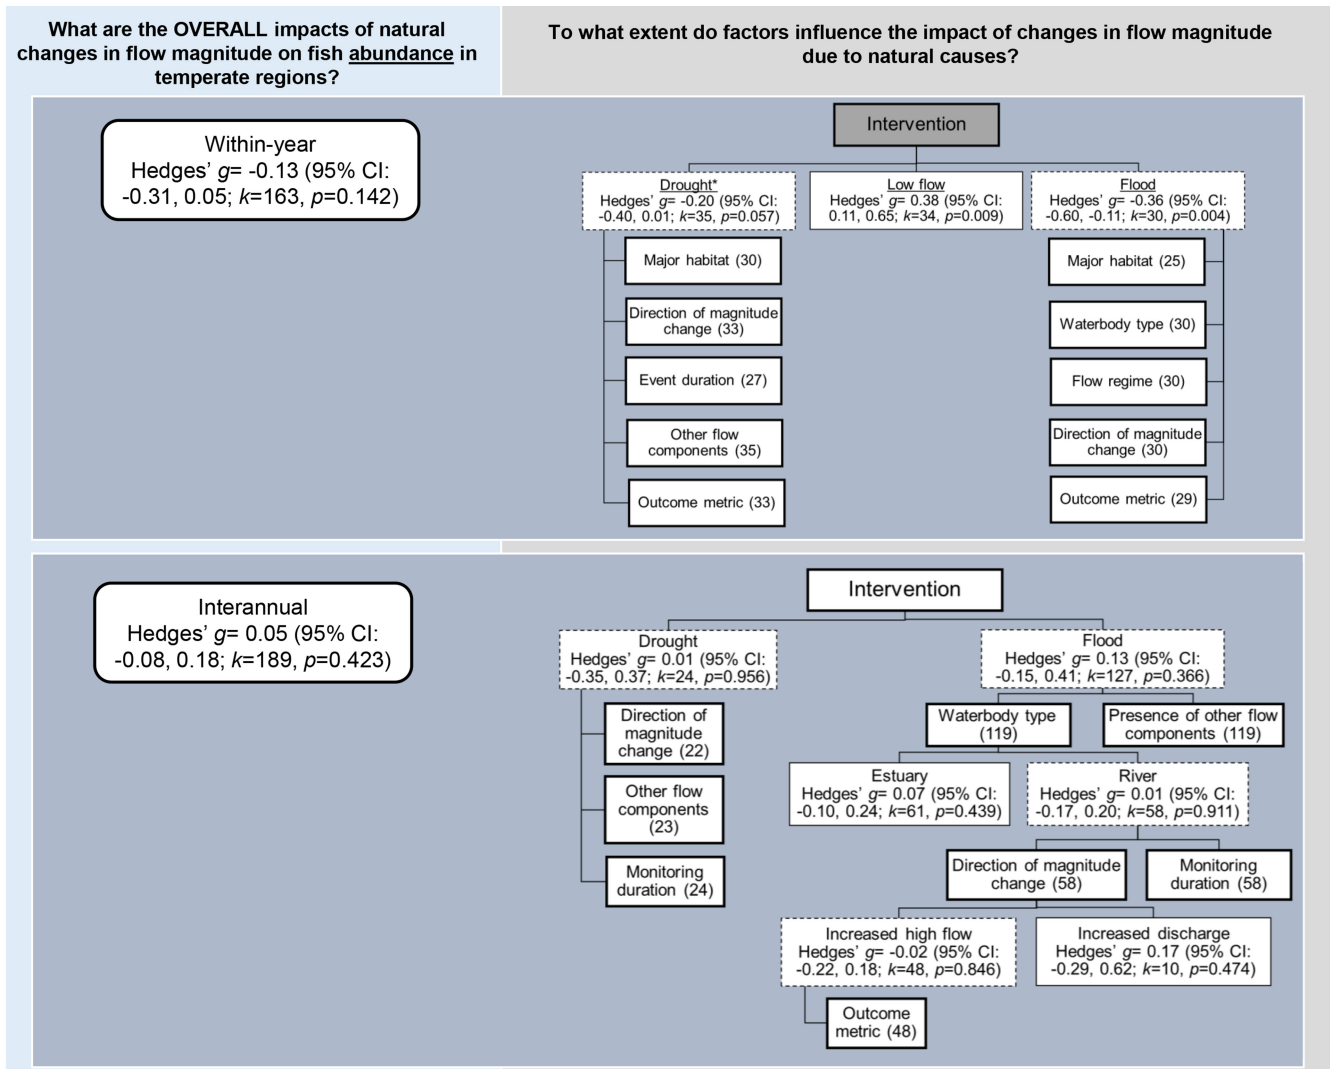 What are the OVERALL impacts of natural
changes in flow magnitude on fish abundance in
temperate regions?
To what extent do factors influence the impact of changes in flow magnitude
due to natural causes?
Within-year
Hedges’ g= -0.13 (95% CI:
-0.31, 0.05; k=163, p=0.142)
Intervention
Drought*
Hedges’ g= -0.20 (95% CI:
-0.40, 0.01; k=35, p=0.057)
Low flow
Hedges’ g= 0.38 (95% CI:
0.11, 0.65; k=34, p=0.009)
Flood
Hedges’ g= -0.36 (95% CI:
-0.60, -0.11; k=30, p=0.004)
Major habitat (30)
Direction of magnitude
change (33)
Event duration (27)
Other flow
components (35)
Outcome metric (33)
Major habitat (25)
Waterbody type (30)
Flow regime (30)
Direction of magnitude
change (30)
Outcome metric (29)
Interannual
Hedges’ g= 0.05 (95% CI:
-0.08, 0.18; k=189, p=0.423)
Intervention
Drought
Hedges’ g= 0.01 (95% CI:
-0.35, 0.37; k=24, p=0.956)
Flood
Hedges’ g= 0.13 (95% CI:
-0.15, 0.41; k=127, p=0.366)
Direction of
magnitude
change (22)
Other flow
components
(23)
Monitoring
duration (24)
Waterbody type
(119)
Presence of other flow
components (119)
Estuary
Hedges’ g= 0.07 (95% CI:
-0.10, 0.24; k=61, p=0.439)
River
Hedges’ g= 0.01 (95% CI:
-0.17, 0.20; k=58, p=0.911)
Direction of magnitude
change (58)
Monitoring
duration (58)
Increased high flow
Hedges’ g= -0.02 (95% CI:
-0.22, 0.18; k=48, p=0.846)
Increased discharge
Hedges’ g= 0.17 (95% CI:
-0.29, 0.62; k=10, p=0.474)
Outcome
metric (48)